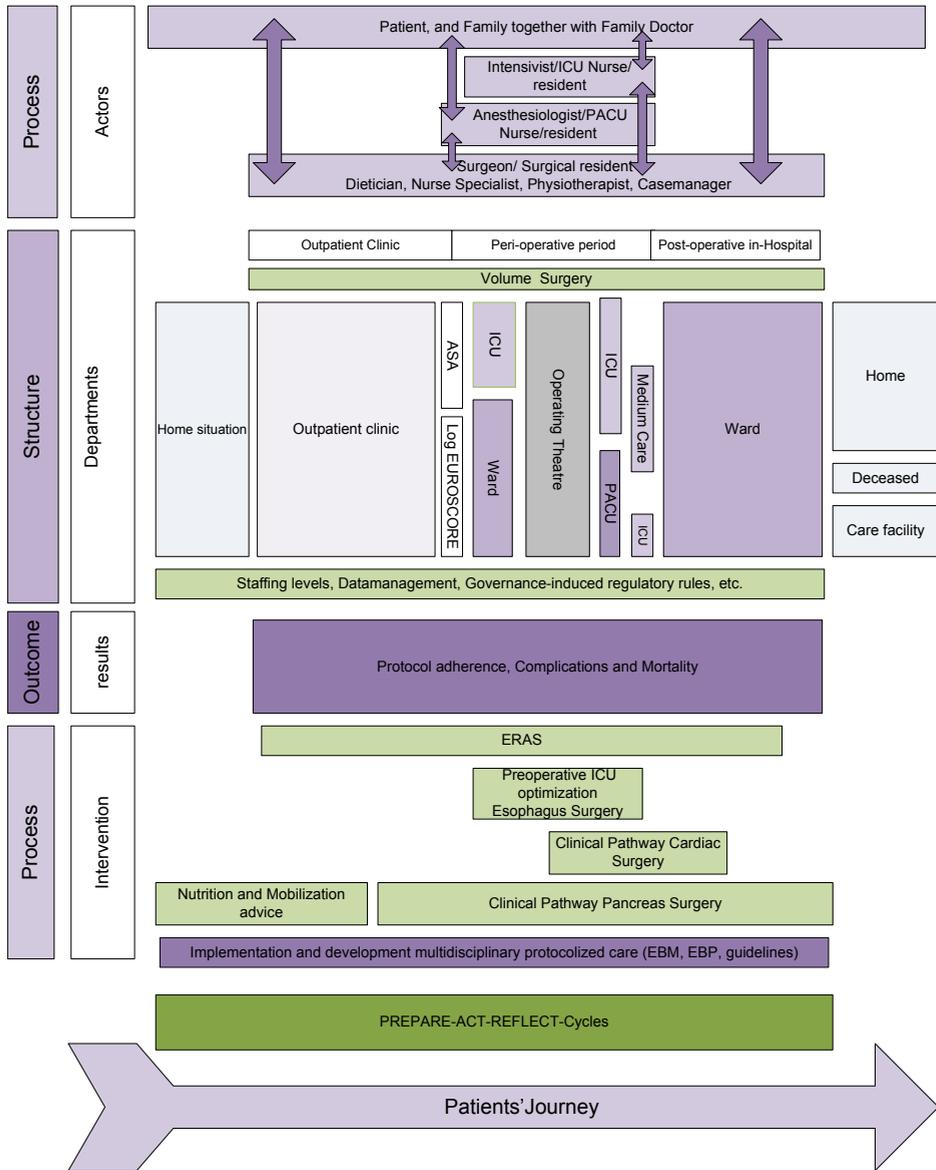 Process
Actors
Patient, and Family together with Family Doctor
Intensivist/ICU Nurse/
resident
Anesthesiologist/PACU
Nurse/resident
Surgeon/ Surgical resident
Dietician, Nurse Specialist, Physiotherapist, Casemanager
Structure
Departments
Outpatient Clinic
Peri-operative period
Post-operative in-Hospital
Volume Surgery
Home situation
Outpatient clinic
ASA
Log EUROSCORE
ICU
Ward
Operating Theatre
ICU
PACU
Medium Care
ICU
Ward
Home
Deceased
Care facility
Staffing levels, Datamanagement, Governance-induced regulatory rules, etc.
Outcome
results
Protocol adherence, Complications and Mortality
Process
Intervention
ERAS
Preoperative ICU
optimization
Esophagus Surgery
Clinical Pathway Cardiac
Surgery
Nutrition and Mobilization
advice
Clinical Pathway Pancreas Surgery
Implementation and development multidisciplinary protocolized care (EBM, EBP, guidelines)
PREPARE-ACT-REFLECT-Cycles
Patients'Journey